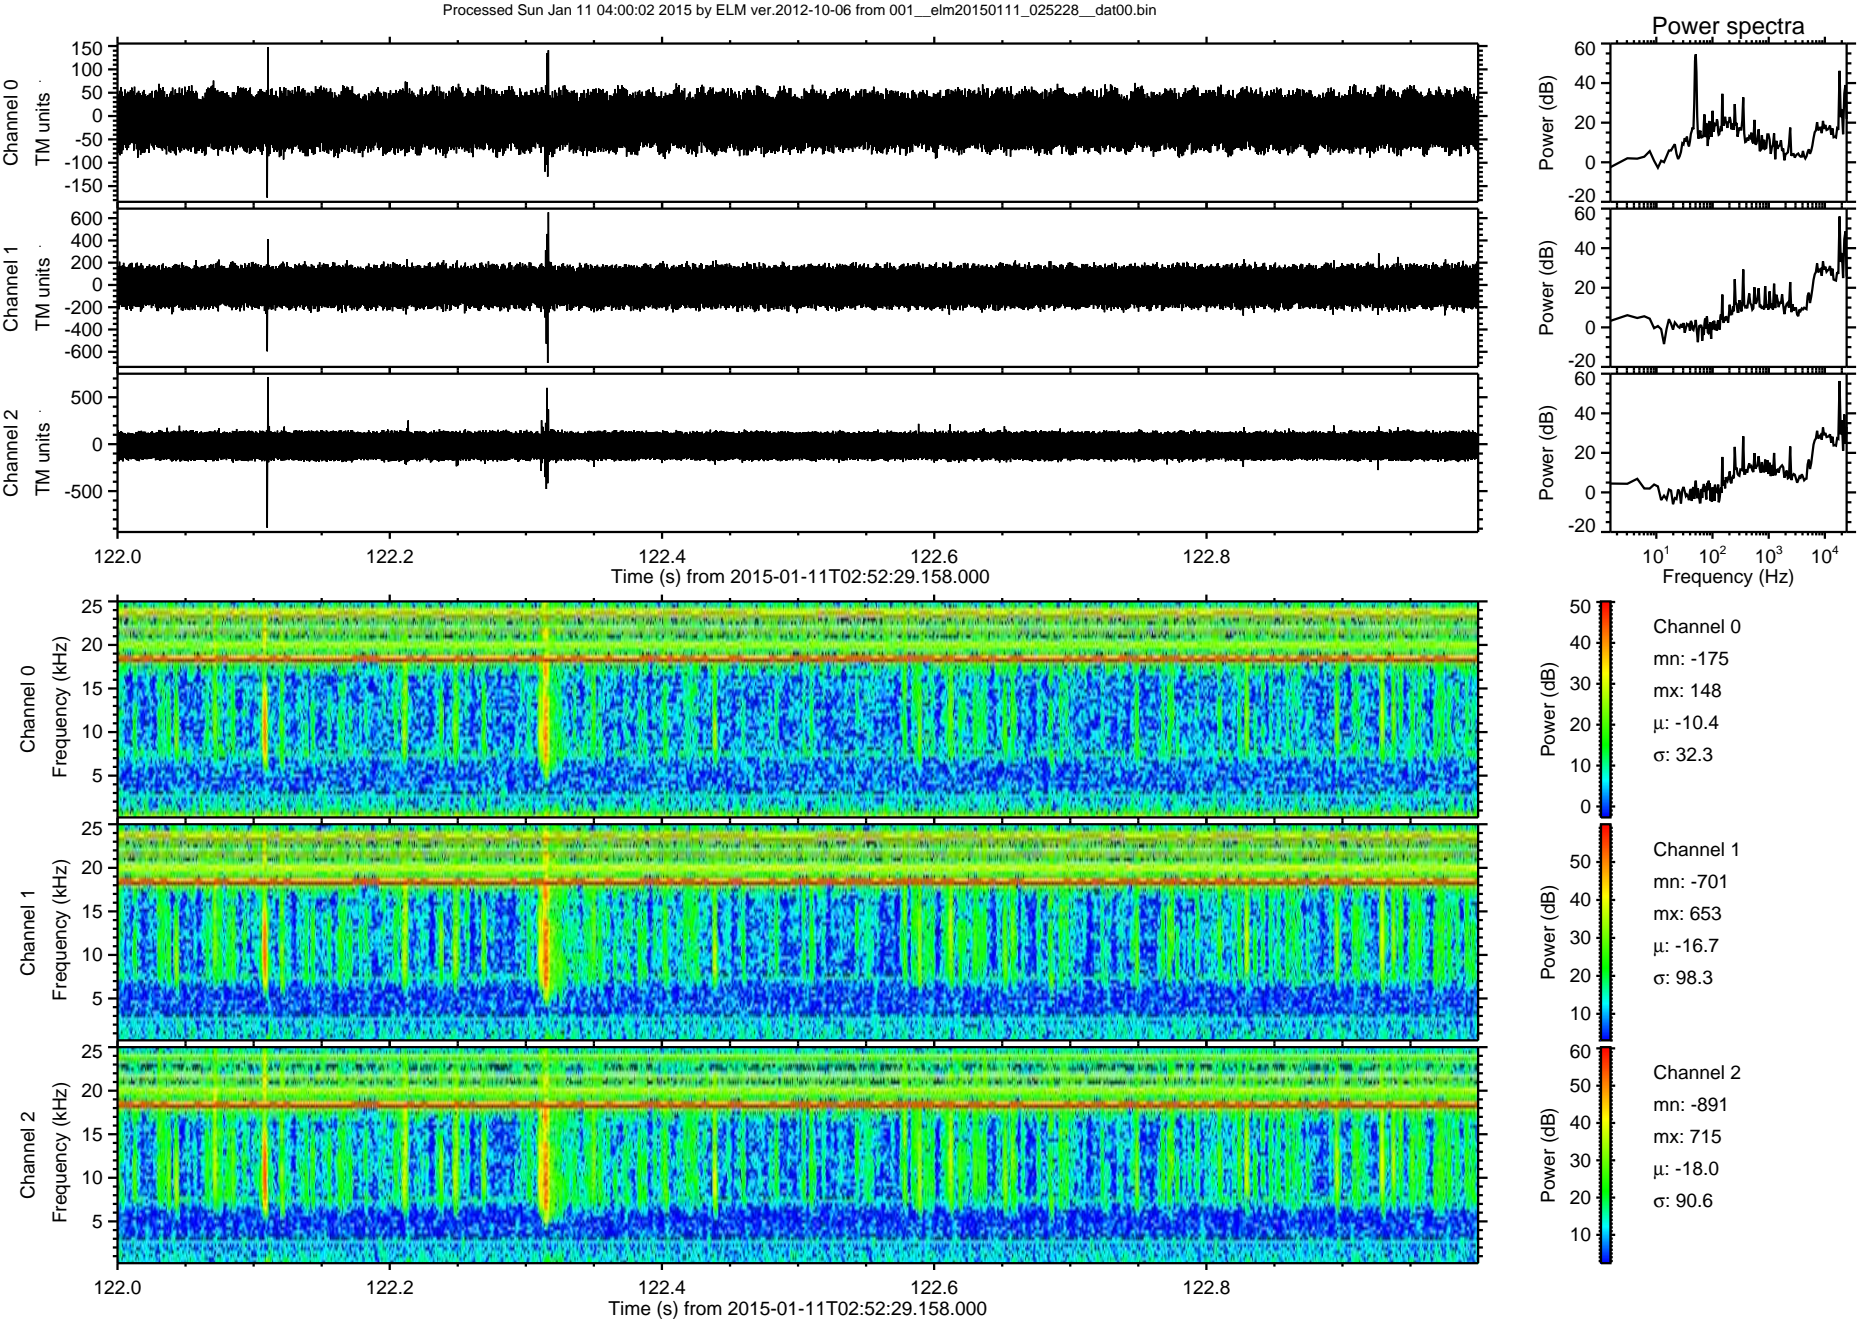 Processed Sun Jan 11 04:00:02 2015 by ELM ver.2012-10-06 from 001__elm20150111_025228__dat00.bin
Power spectra
Channel 0
TM units
150
100
50
0
-50
-100
-150
Power (dB)
60
40
20
0
-20
Channel 1
TM units
600
400
200
0
-200
-400
-600
Power (dB)
60
40
20
0
-20
Channel 2
TM units
500
0
-500
Power (dB)
60
40
20
0
-20
122.0 122.2 122.4 122.6 122.8
Time (s) from 2015-01-11T02:52:29.158.000
10^1 10^2 10^3 10^4
Frequency (Hz)
Channel 0
Frequency (kHz)
25
20
15
10
5
Power (dB)
50
40
30
20
10
0
Channel 0
mn: -175
mx: 148
μ: -10.4
σ: 32.3
Channel 1
Frequency (kHz)
25
20
15
10
5
Power (dB)
50
40
30
20
10
Channel 1
mn: -701
mx: 653
μ: -16.7
σ: 98.3
Channel 2
Frequency (kHz)
25
20
15
10
5
Power (dB)
60
50
40
30
20
10
Channel 2
mn: -891
mx: 715
μ: -18.0
σ: 90.6
122.0 122.2 122.4 122.6 122.8
Time (s) from 2015-01-11T02:52:29.158.000